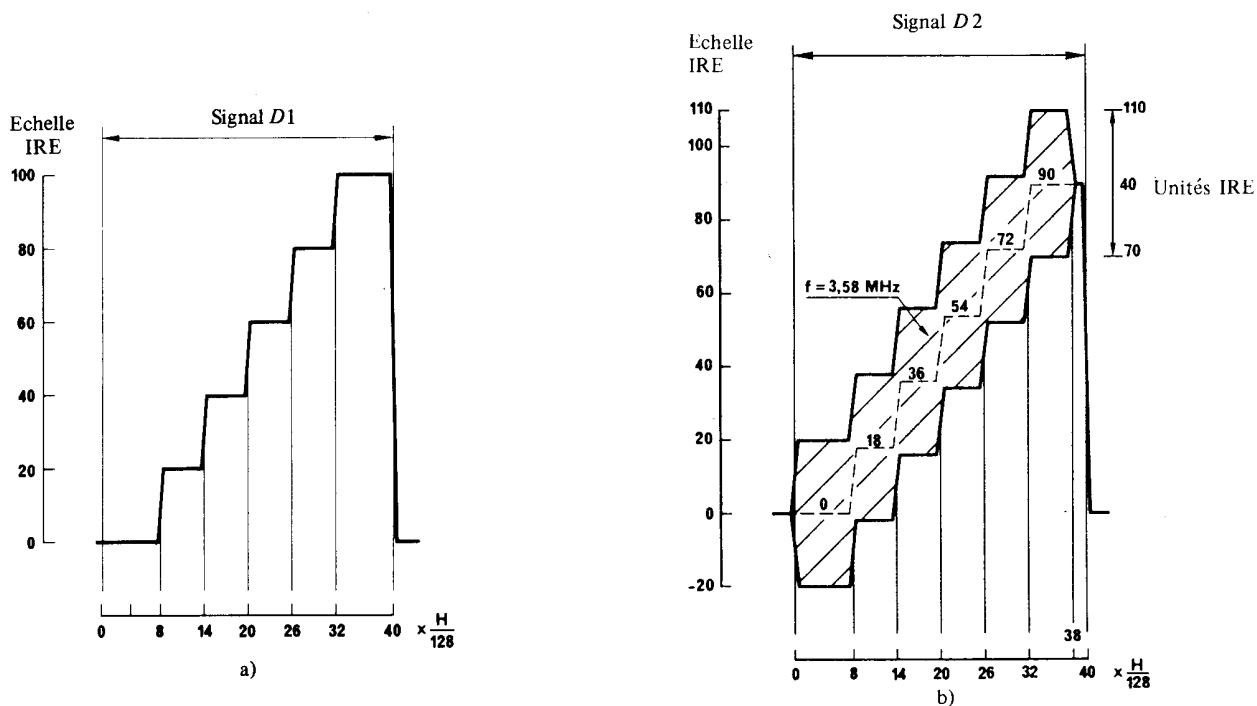 Signal D1
Echelle
IRE
100
80
60
40
20
0
0 8 14 20 26 32 40 x H/128
a)
Signal D2
Echelle
IRE
110
100
80
60
40
20
0
-20
110
40 Unités IRE
70
90
72
54
36
18
0
f = 3,58 MHz
38
0 8 14 20 26 32 40 x H/128
b)